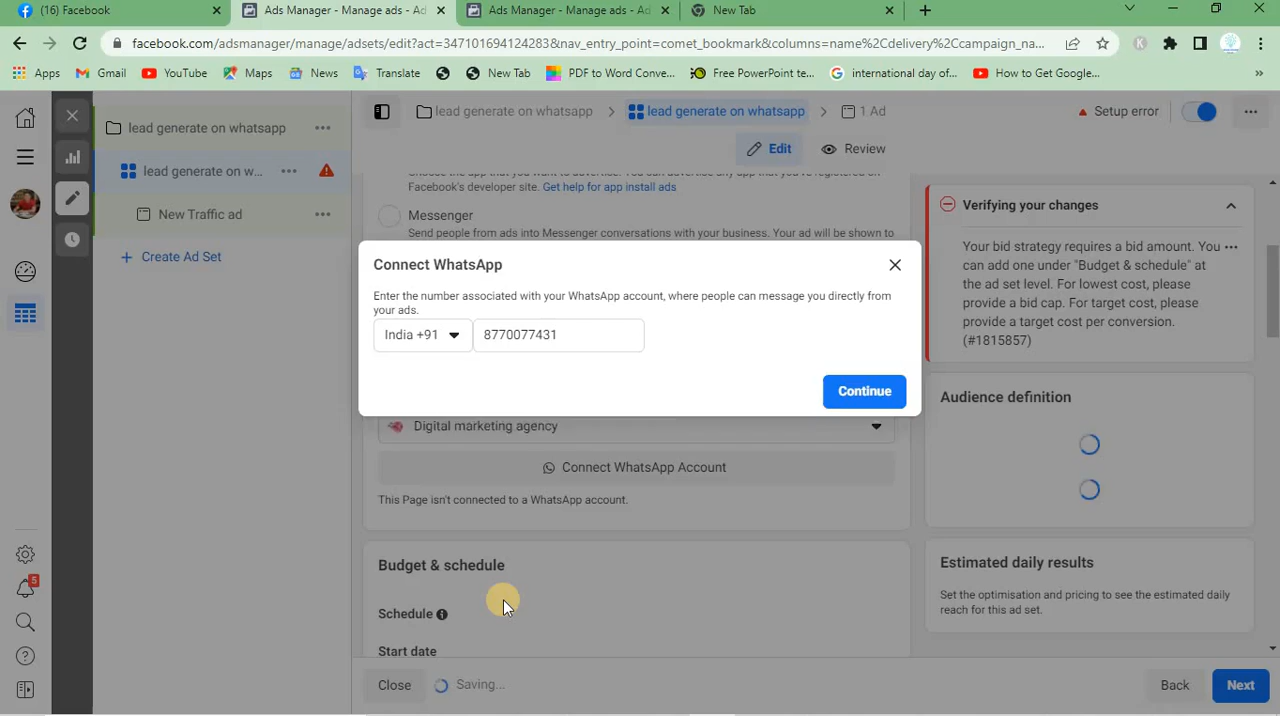 (16) Facebook
Ads Manager - Manage ads - Ad
Ads Manager - Manage ads - Ad
New Tab
facebook.com/adsmanager/manage/adsets/edit?act=347101694124283&nav_entry_point=comet_bookmark&columns=name%2Cdelivery%2Ccampaign_na...
Apps
Gmail
YouTube
Maps
News
Translate
New Tab
PDF to Word Conve...
Free PowerPoint te...
international day of...
How to Get Google...
lead generate on whatsapp
lead generate on w...
New Traffic ad
Create Ad Set
5
lead generate on whatsapp
lead generate on whatsapp
1 Ad
Setup error
Edit
Review
Choose the app that you want to advertise. You can advertise any app that you've registered on
Facebook's developer site. Get help for app install ads
Messenger
Send people from ads into Messenger conversations with your business. Your ad will be shown to
Connect WhatsApp
Enter the number associated with your WhatsApp account, where people can message you directly from
your ads.
India +91
8770077431
Continue
Digital marketing agency
Connect WhatsApp Account
This Page isn't connected to a WhatsApp account.
Budget & schedule
Schedule
Start date
Verifying your changes
Your bid strategy requires a bid amount. You
can add one under "Budget & schedule" at
the ad set level. For lowest cost, please
provide a bid cap. For target cost, please
provide a target cost per conversion.
(#1815857)
Audience definition
Estimated daily results
Set the optimisation and pricing to see the estimated daily
reach for this ad set.
Close
Saving...
Back
Next